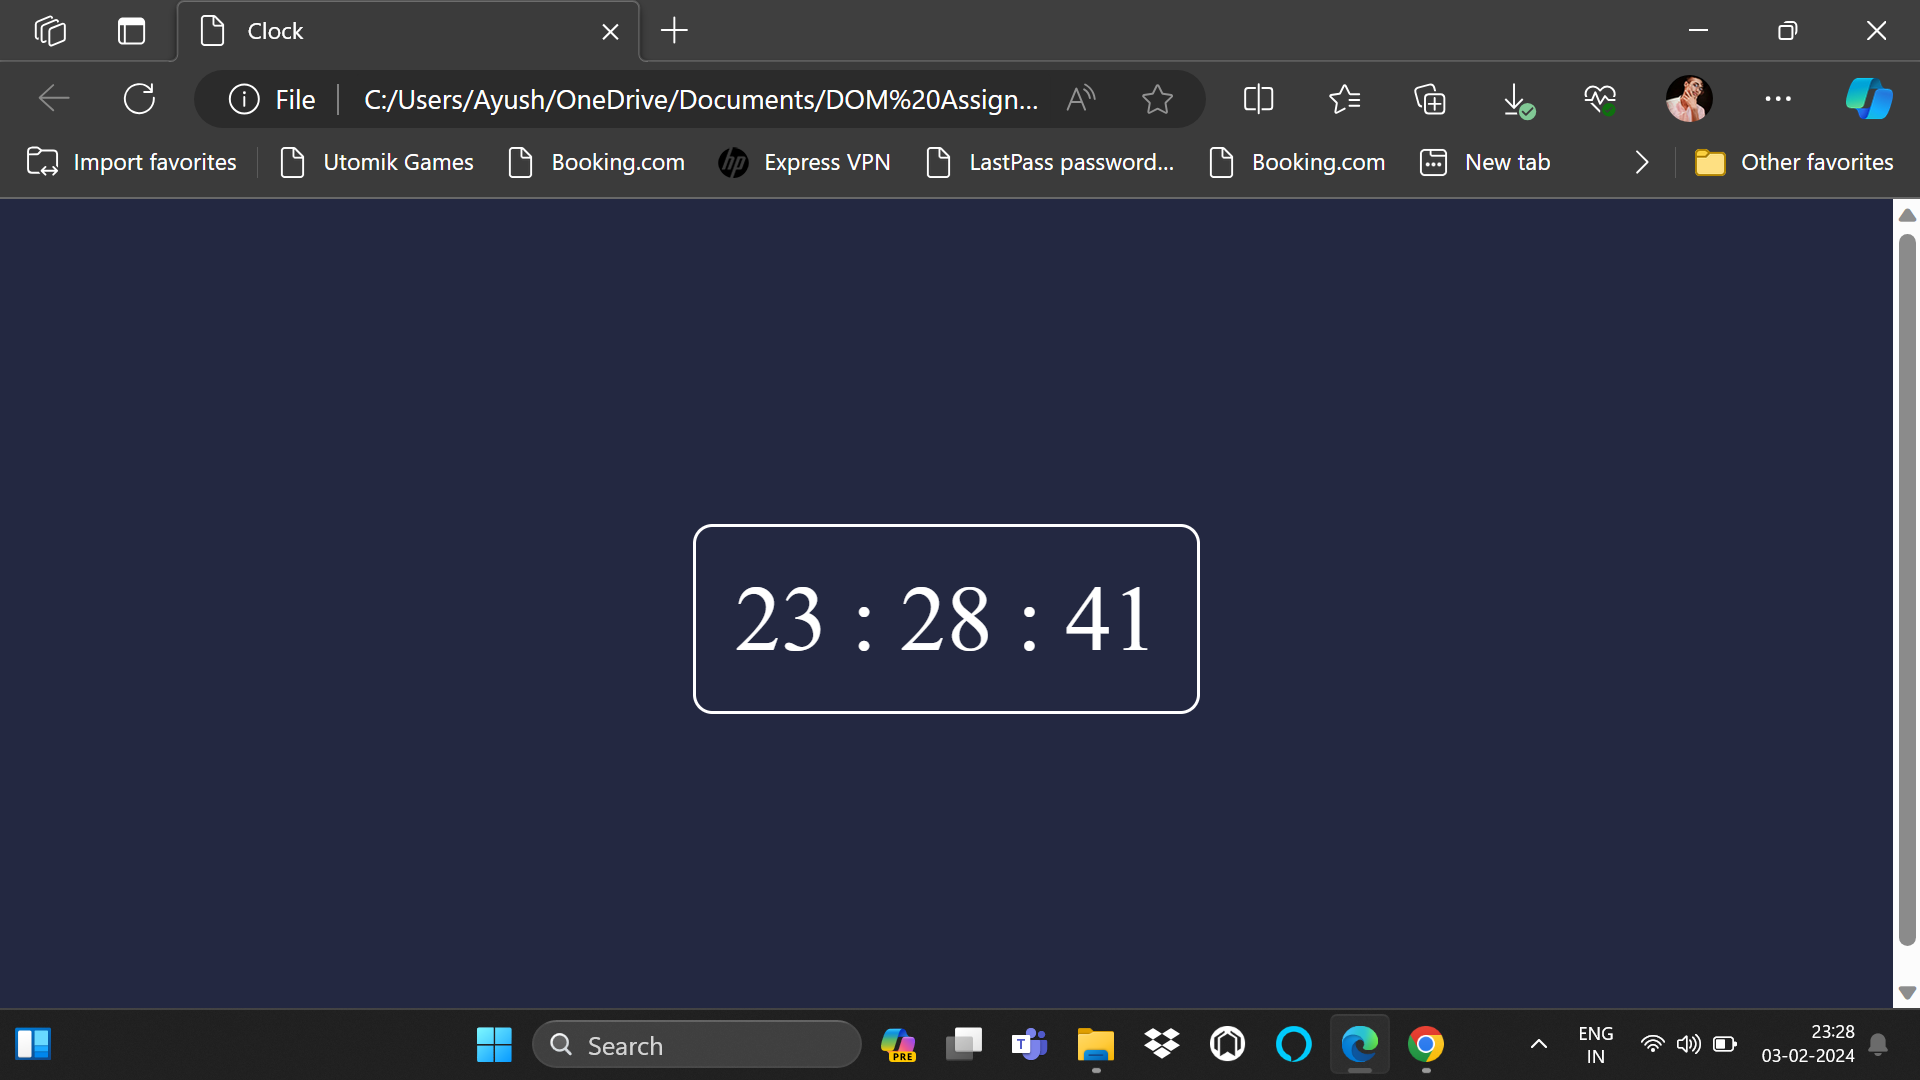 Clock
File
C:/Users/Ayush/OneDrive/Documents/DOM%20Assign...
Import favorites
Utomik Games
Booking.com
hp
Express VPN
LastPass password...
Booking.com
New tab
Other favorites
23 : 28 : 41
Search
PRE
T
ENG
IN
23:28
03-02-2024